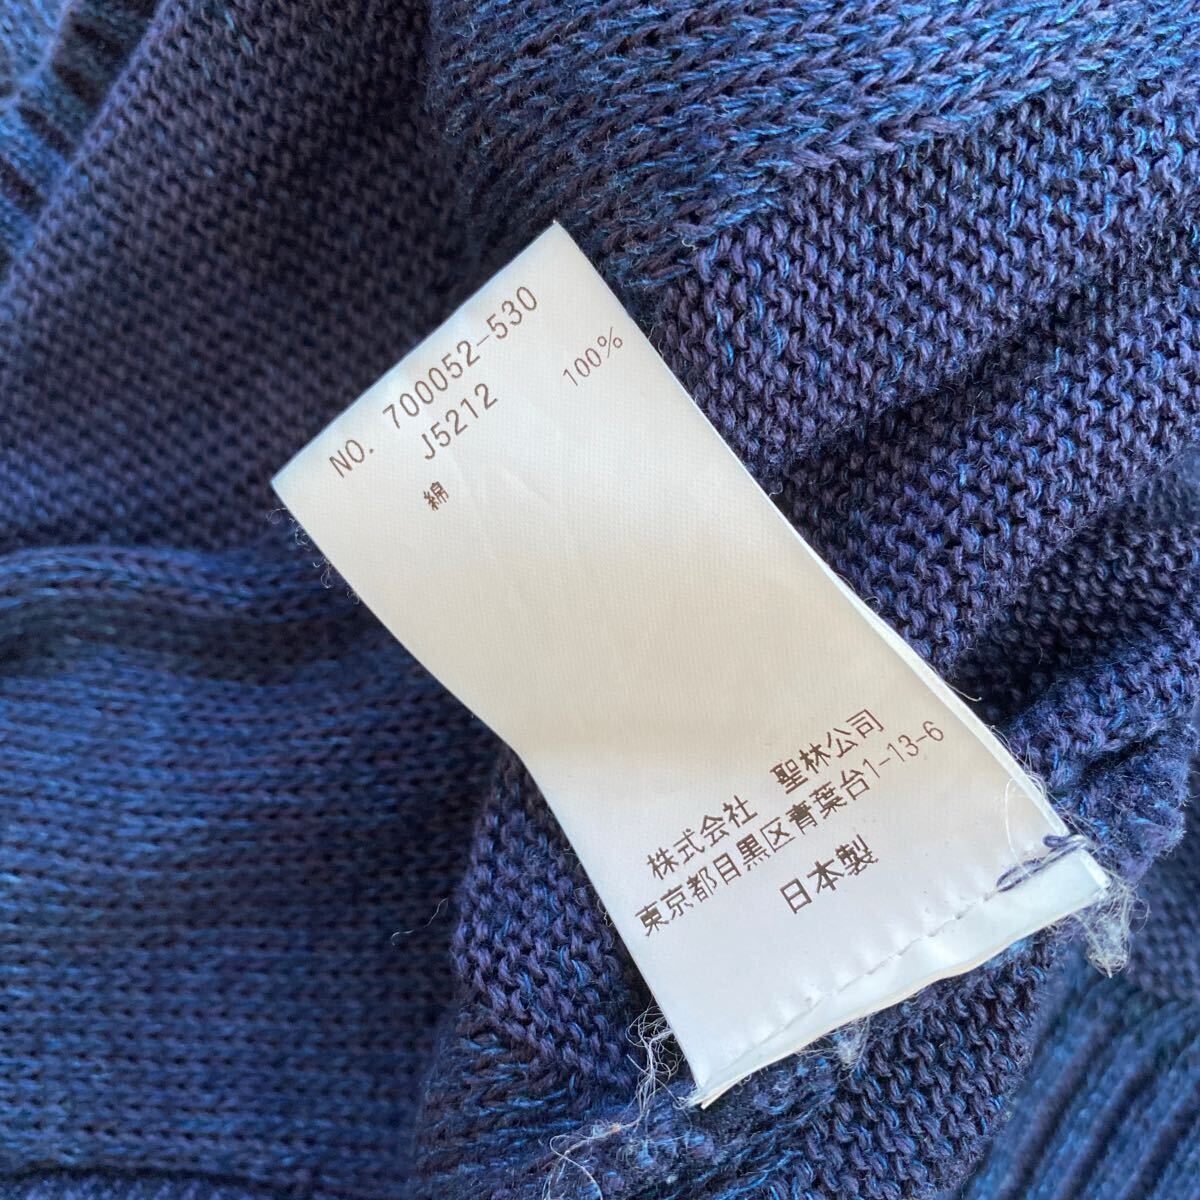 NO. 700052-530
J5212
綿 100%
株式会社 聖林公司
東京都目黒区青葉台1-13-6
日本製